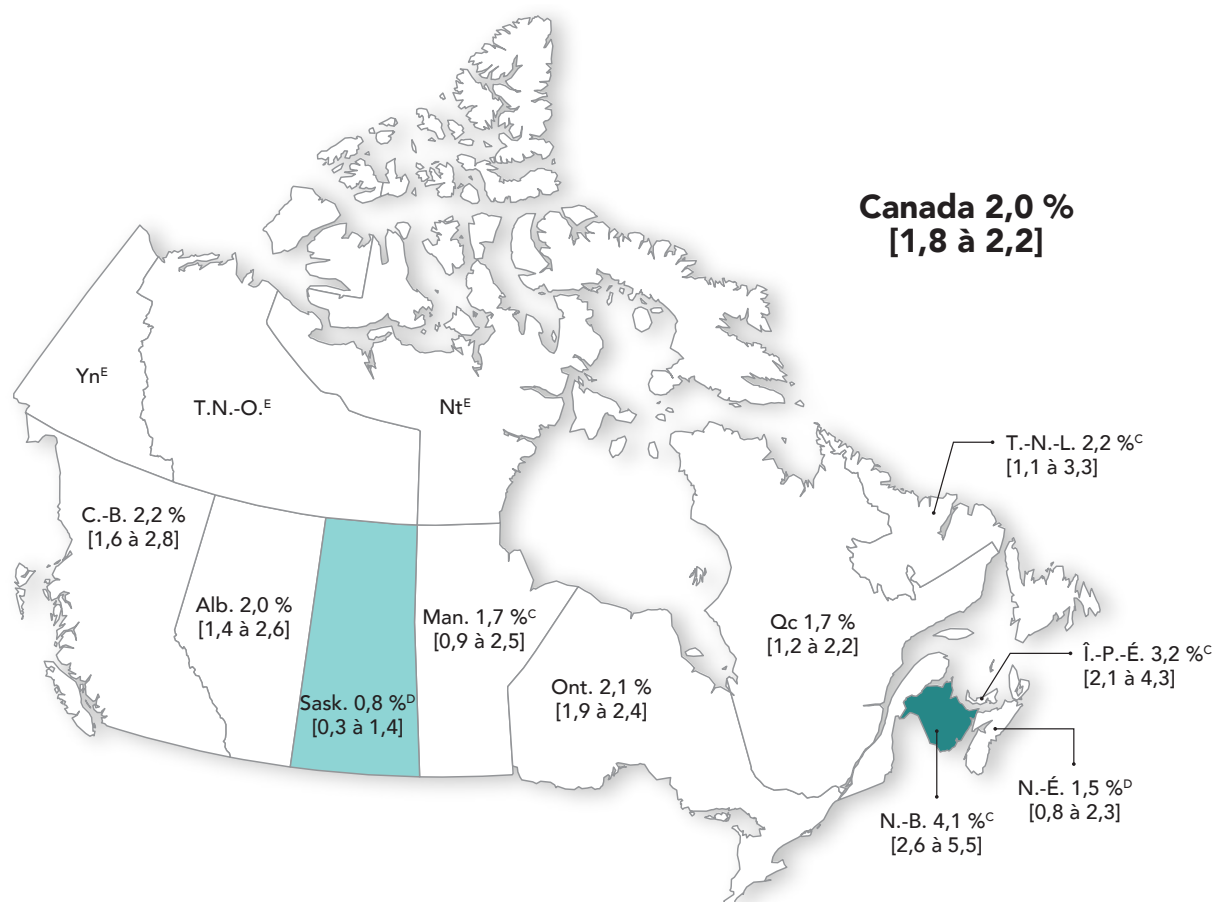 Canada 2,0 %
[1,8 à 2,2]
Ynᴱ
T.N.-O.ᴱ
Ntᴱ
T.-N.-L. 2,2 %ᶜ
[1,1 à 3,3]
C.-B. 2,2 %
[1,6 à 2,8]
Alb. 2,0 %
[1,4 à 2,6]
Sask. 0,8 %ᴰ
[0,3 à 1,4]
Man. 1,7 %ᶜ
[0,9 à 2,5]
Ont. 2,1 %
[1,9 à 2,4]
Qc 1,7 %
[1,2 à 2,2]
Î.-P.-É. 3,2 %ᶜ
[2,1 à 4,3]
N.-É. 1,5 %ᴰ
[0,8 à 2,3]
N.-B. 4,1 %ᶜ
[2,6 à 5,5]